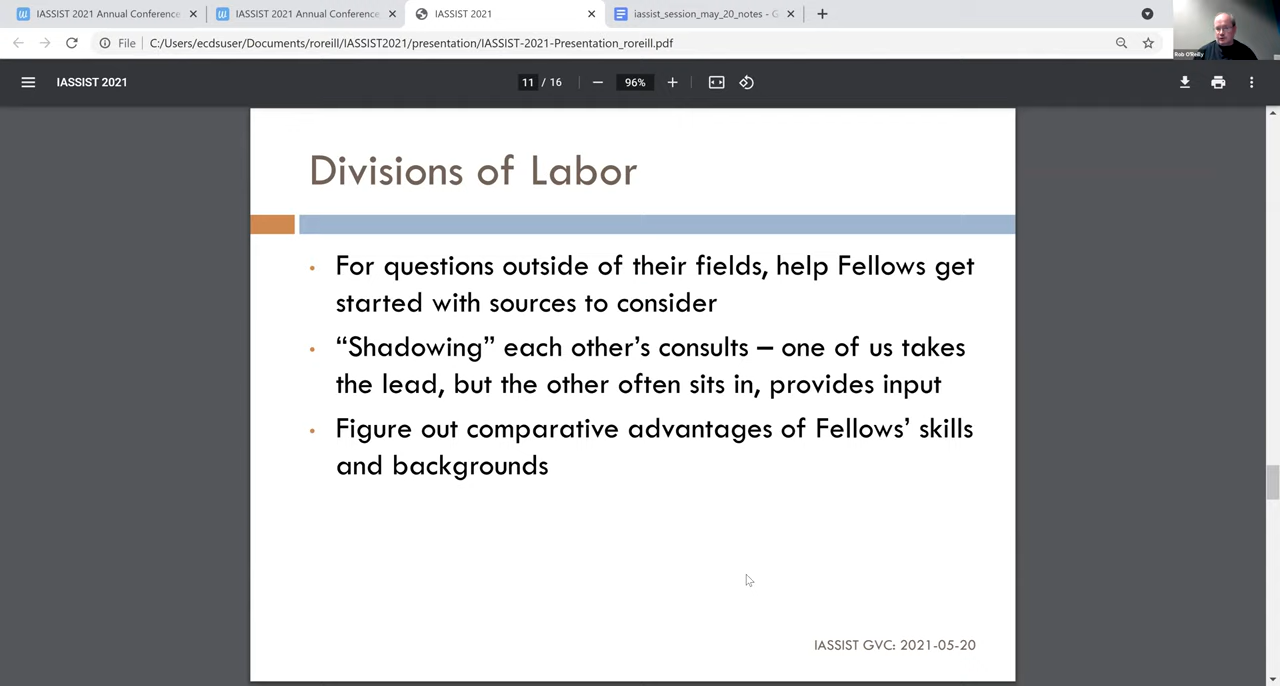 IASSIST 2021 Annual Conference
IASSIST 2021 Annual Conference
IASSIST 2021
iassist_session_may_20_notes - G
File C:/Users/ecdsuser/Documents/roreill/IASSIST2021/presentation/IASSIST-2021-Presentation_roreill.pdf
Rob O'Reilly
IASSIST 2021
11 / 16
96%
Divisions of Labor
• For questions outside of their fields, help Fellows get
started with sources to consider
• “Shadowing” each other’s consults – one of us takes
the lead, but the other often sits in, provides input
• Figure out comparative advantages of Fellows’ skills
and backgrounds
IASSIST GVC: 2021-05-20